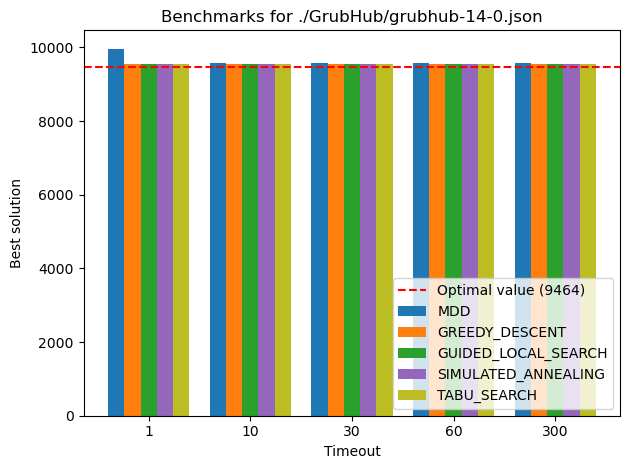 Benchmarks for ./GrubHub/grubhub-14-0.json
Best solution
10000
8000
6000
4000
2000
0
Optimal value (9464)
MDD
GREEDY_DESCENT
GUIDED_LOCAL_SEARCH
SIMULATED_ANNEALING
TABU_SEARCH
1 10 30 60 300
Timeout